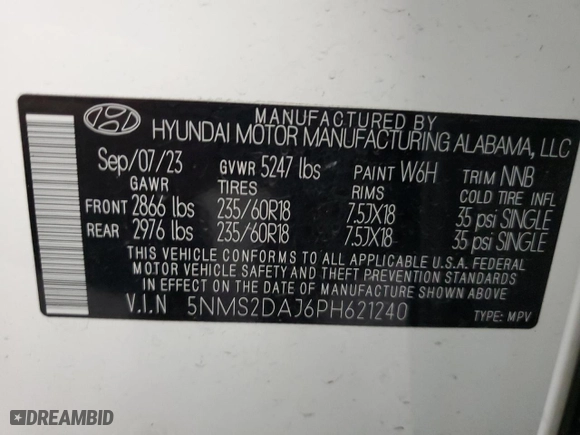 MANUFACTURED BY
HYUNDAI MOTOR MANUFACTURING ALABAMA, LLC
Sep/07/23 GVWR 5247 lbs PAINT W6H TRIM NNB
GAWR TIRES RIMS COLD TIRE INFL
FRONT 2866 lbs 235/60R18 7.5JX18 35 psi SINGLE
REAR 2976 lbs 235/60R18 7.5JX18 35 psi SINGLE
THIS VEHICLE CONFORMS TO ALL APPLICABLE U.S.A. FEDERAL
MOTOR VEHICLE SAFETY AND THEFT PREVENTION STANDARDS
IN EFFECT ON THE DATE OF MANUFACTURE SHOWN ABOVE.
V.I.N 5NMS2DAJ6PH621240 TYPE: MPV
DREAMBID